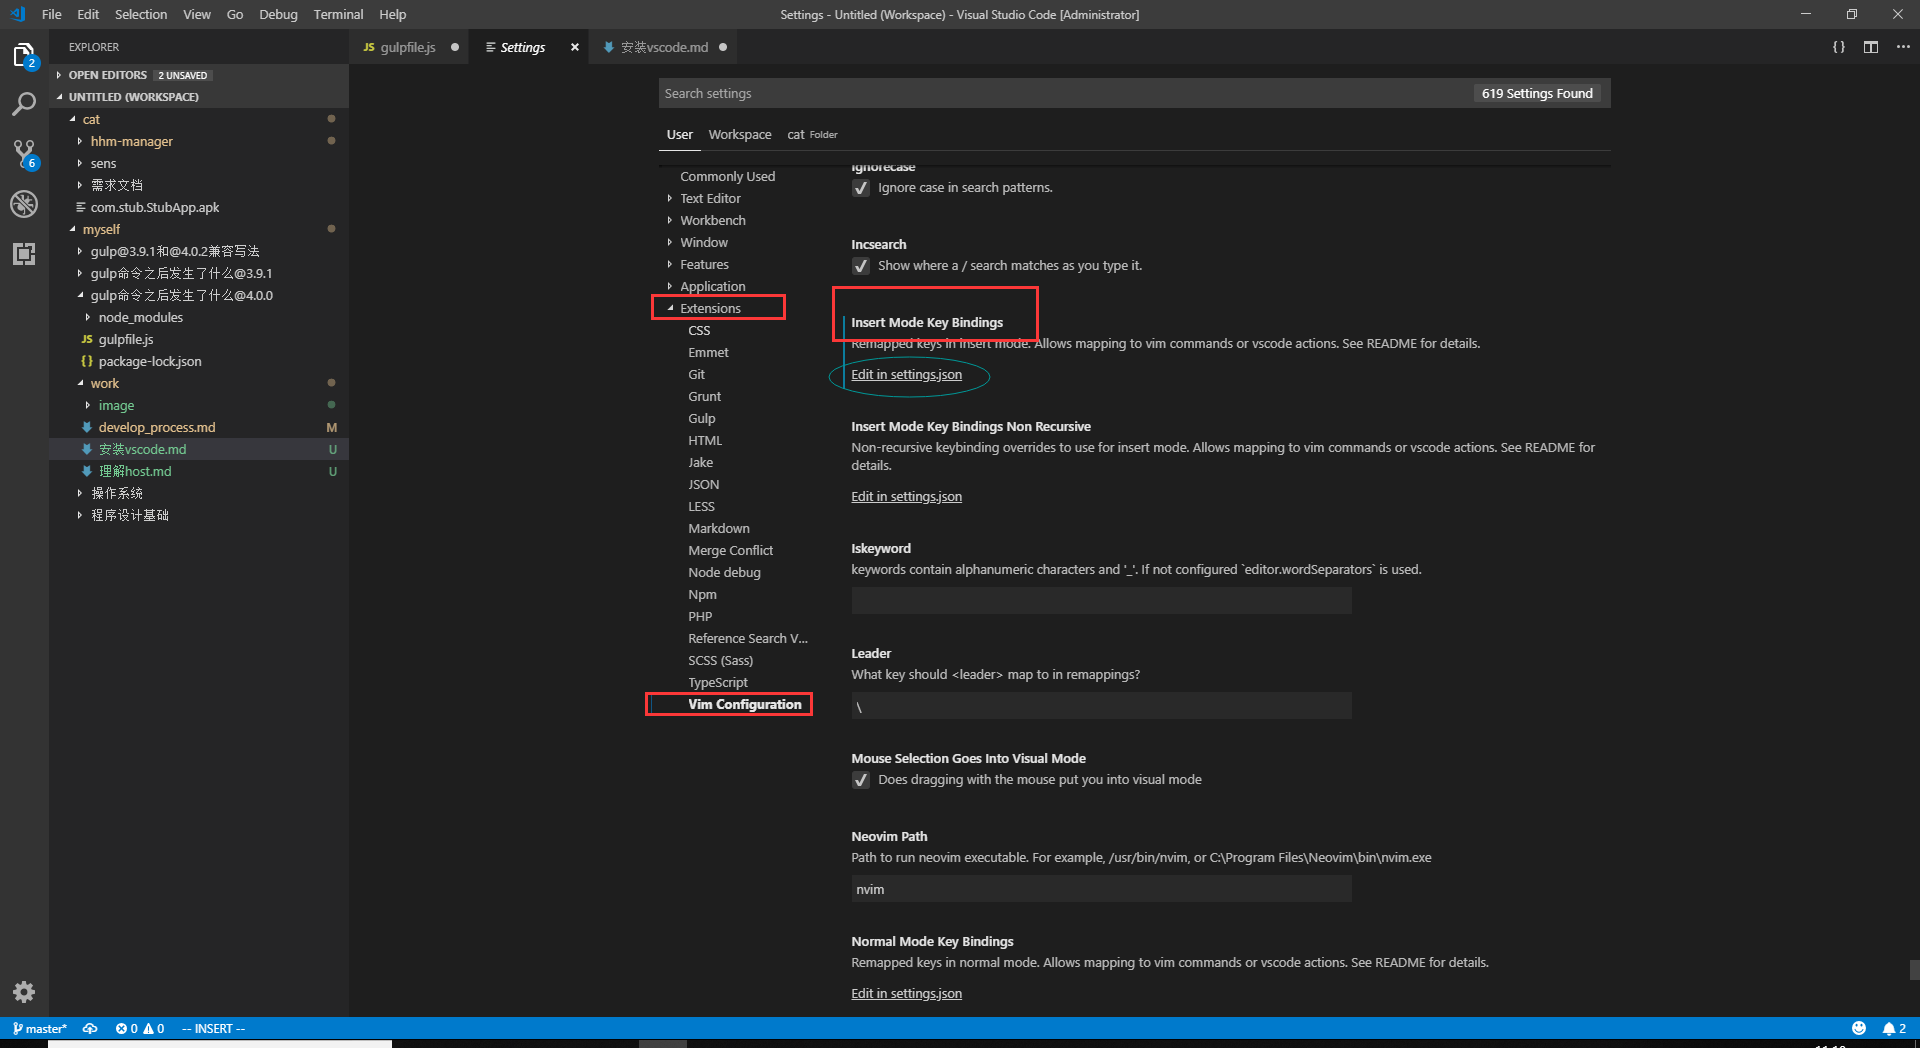 File Edit Selection View Go Debug Terminal Help
Settings - Untitled (Workspace) - Visual Studio Code [Administrator]
EXPLORER
OPEN EDITORS 2 UNSAVED
UNTITLED (WORKSPACE)
cat
hhm-manager
sens
需求文档
com.stub.StubApp.apk
myself
gulp@3.9.1和@4.0.2兼容写法
gulp命令之后发生了什么@3.9.1
gulp命令之后发生了什么@4.0.0
node_modules
JS gulpfile.js
{} package-lock.json
work
image
develop_process.md M
安装vscode.md U
理解host.md U
操作系统
程序设计基础
2
6
JS gulpfile.js
Settings
安装vscode.md
{}
Search settings
619 Settings Found
User Workspace cat Folder
Commonly Used
Text Editor
Workbench
Window
Features
Application
Extensions
CSS
Emmet
Git
Grunt
Gulp
HTML
Jake
JSON
LESS
Markdown
Merge Conflict
Node debug
Npm
PHP
Reference Search V...
SCSS (Sass)
TypeScript
Vim Configuration
Ignorecase
Ignore case in search patterns.
Incsearch
Show where a / search matches as you type it.
Insert Mode Key Bindings
Remapped keys in insert mode. Allows mapping to vim commands or vscode actions. See README for details.
Edit in settings.json
Insert Mode Key Bindings Non Recursive
Non-recursive keybinding overrides to use for insert mode. Allows mapping to vim commands or vscode actions. See README for
details.
Edit in settings.json
Iskeyword
keywords contain alphanumeric characters and '_'. If not configured `editor.wordSeparators` is used.
Leader
What key should <leader> map to in remappings?
\
Mouse Selection Goes Into Visual Mode
Does dragging with the mouse put you into visual mode
Neovim Path
Path to run neovim executable. For example, /usr/bin/nvim, or C:\Program Files\Neovim\bin\nvim.exe
nvim
Normal Mode Key Bindings
Remapped keys in normal mode. Allows mapping to vim commands or vscode actions. See README for details.
Edit in settings.json
master* 0 0 -- INSERT --
2